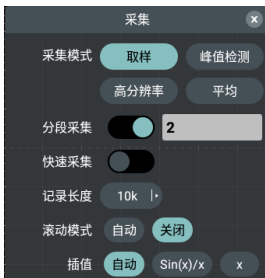 采集 x
采集模式 取样 峰值检测
高分辨率 平均
分段采集 2
快速采集
记录长度 10k
滚动模式 自动 关闭
插值 自动 Sin(x)/x x